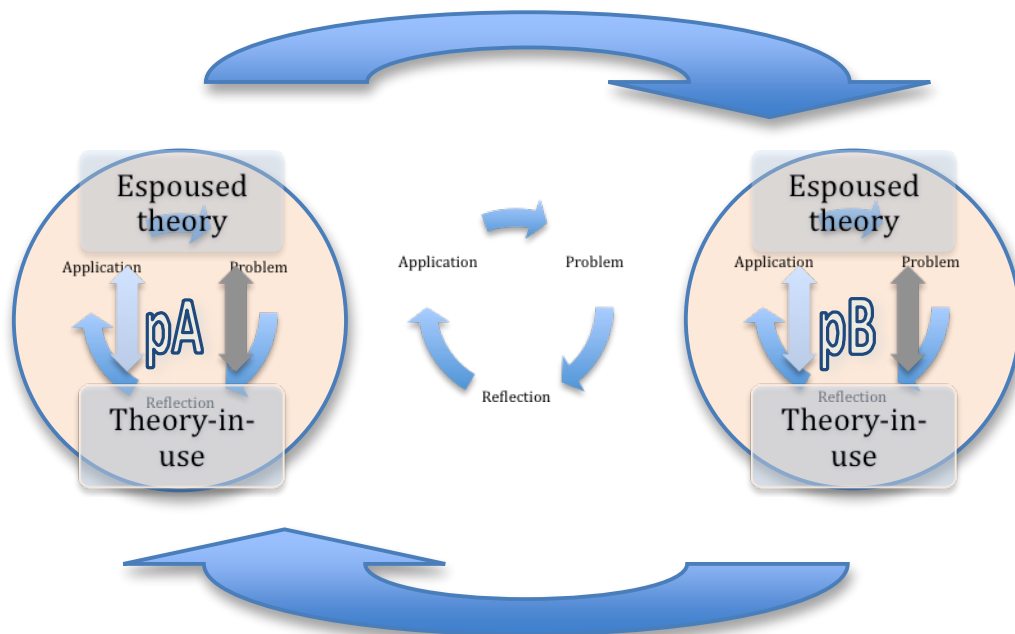 Espoused
theory
Application
Problem
pA
Reflection
Theory-in-
use
Application
Problem
Reflection
Espoused
theory
Application
Problem
pB
Reflection
Theory-in-
use